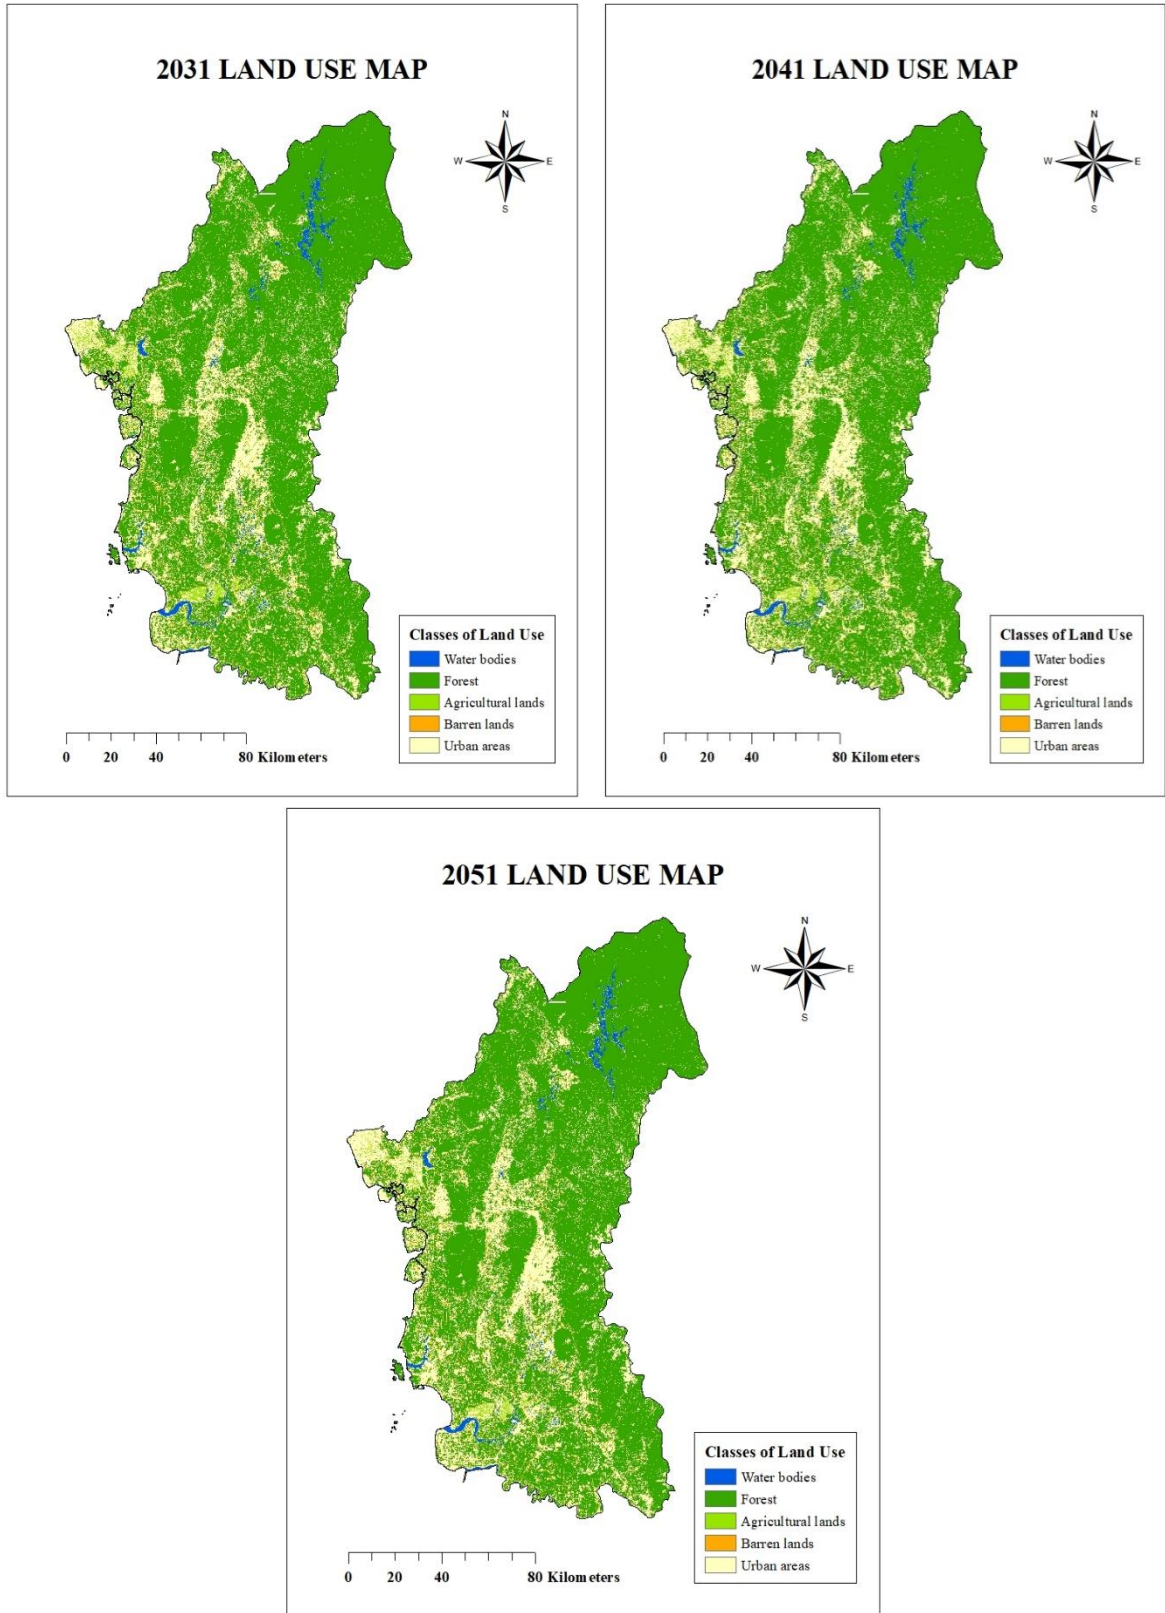 2031 LAND USE MAP
N
W E
S
Classes of Land Use
Water bodies
Forest
Agricultural lands
Barren lands
Urban areas
0 20 40 80 Kilometers
2041 LAND USE MAP
N
W E
S
Classes of Land Use
Water bodies
Forest
Agricultural lands
Barren lands
Urban areas
0 20 40 80 Kilometers
2051 LAND USE MAP
N
W E
S
Classes of Land Use
Water bodies
Forest
Agricultural lands
Barren lands
Urban areas
0 20 40 80 Kilometers